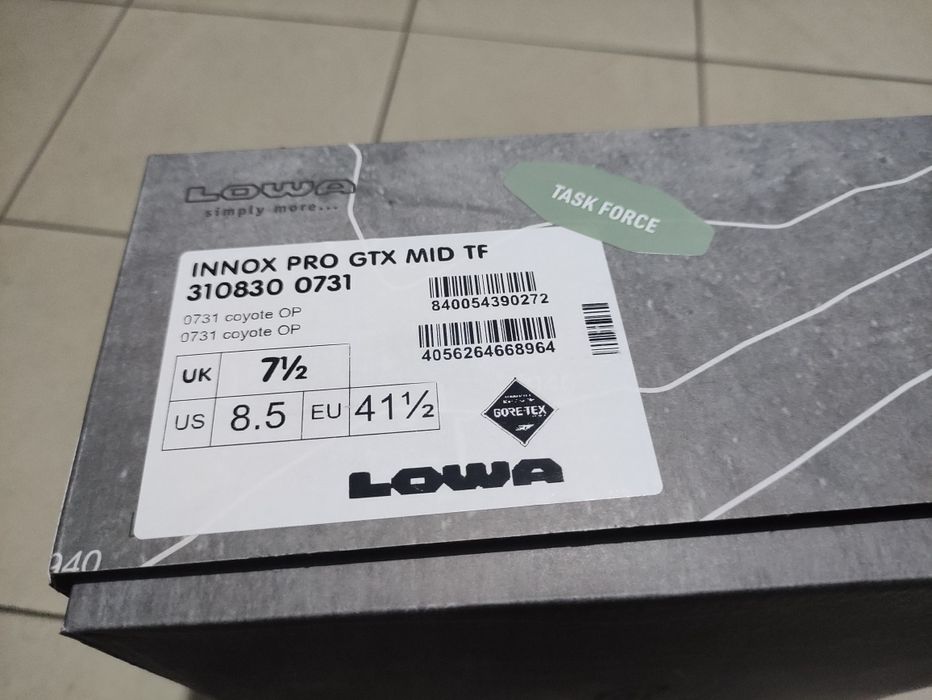 LOWA
simply more...
TASK FORCE
INNOX PRO GTX MID TF
310830 0731
0731 coyote OP
0731 coyote OP
840054390272
4056264668964
UK 7½
US 8.5 EU 41½
GORE-TEX
LOWA
940